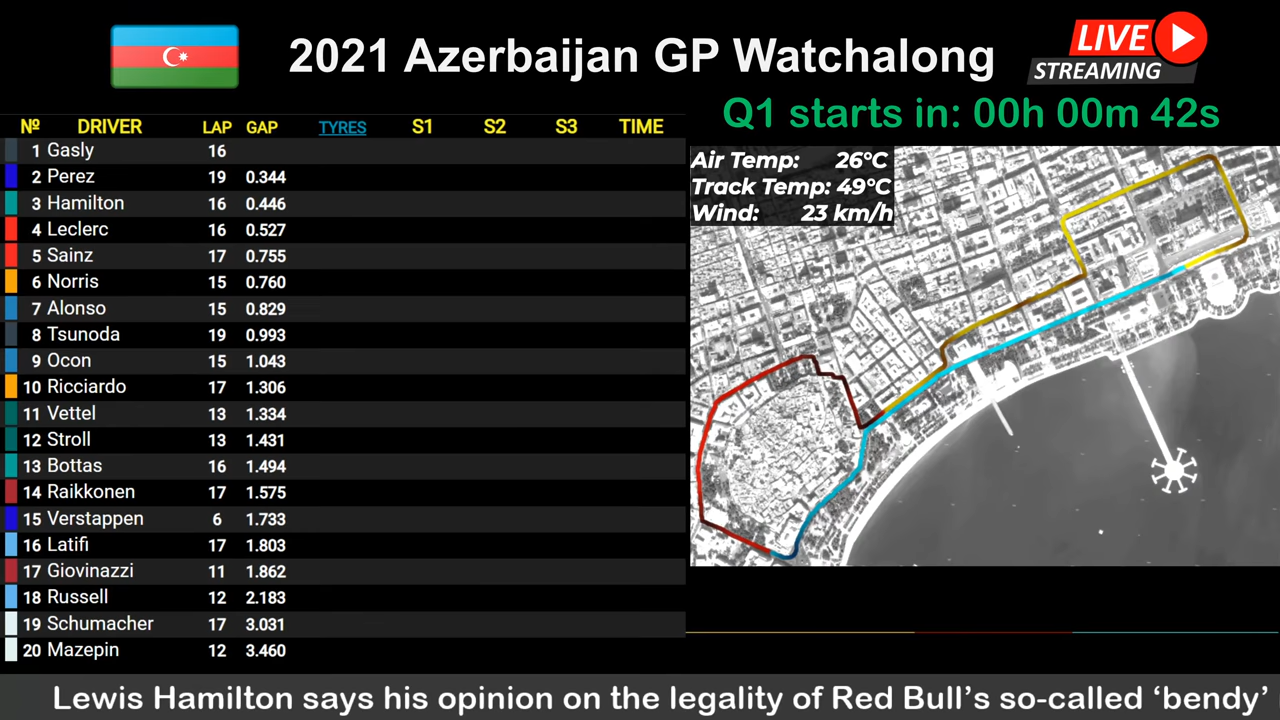 2021 Azerbaijan GP Watchalong
LIVE
STREAMING
Q1 starts in: 00h 00m 42s
Nº DRIVER LAP GAP TYRES S1 S2 S3 TIME
1 Gasly 16
2 Perez 19 0.344
3 Hamilton 16 0.446
4 Leclerc 16 0.527
5 Sainz 17 0.755
6 Norris 15 0.760
7 Alonso 15 0.829
8 Tsunoda 19 0.993
9 Ocon 15 1.043
10 Ricciardo 17 1.306
11 Vettel 13 1.334
12 Stroll 13 1.431
13 Bottas 16 1.494
14 Raikkonen 17 1.575
15 Verstappen 6 1.733
16 Latifi 17 1.803
17 Giovinazzi 11 1.862
18 Russell 12 2.183
19 Schumacher 17 3.031
20 Mazepin 12 3.460
Air Temp: 26°C
Track Temp: 49°C
Wind: 23 km/h
Lewis Hamilton says his opinion on the legality of Red Bull’s so-called ‘bendy’